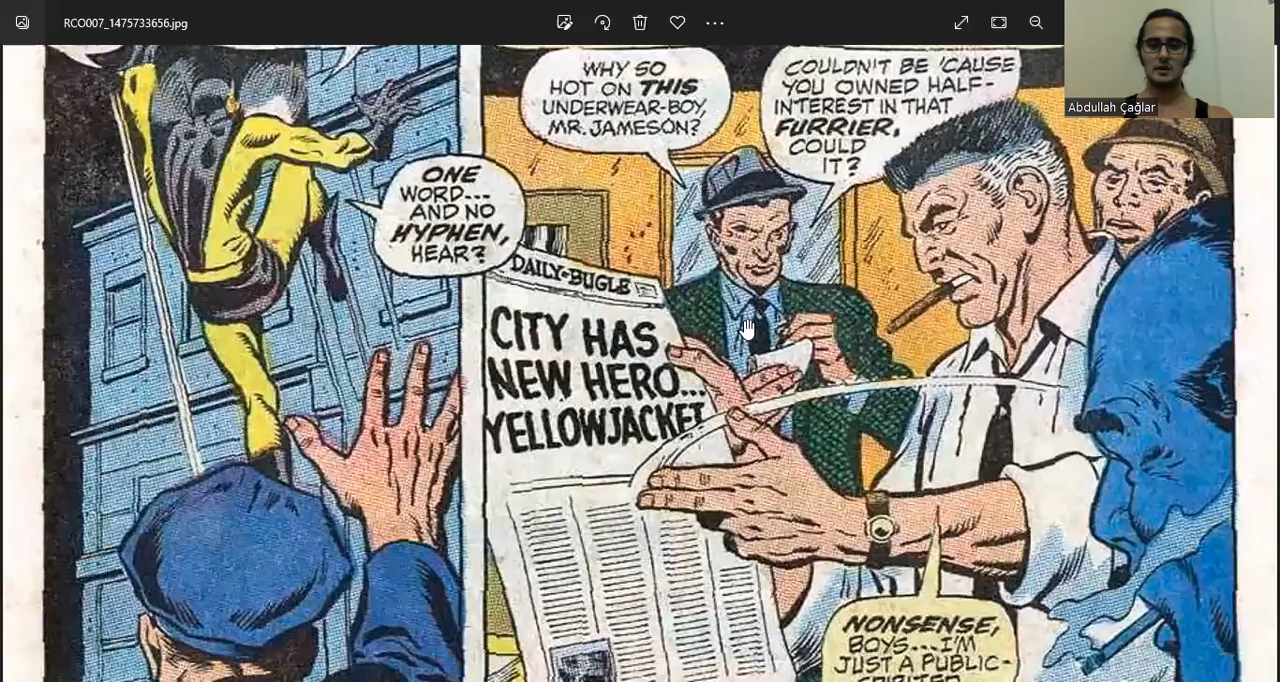 RCO007_1475733656.jpg
Abdullah Çağlar
ONE
WORD---
AND NO
HYPHEN,
HEAR?
WHY SO
HOT ON THIS
UNDERWEAR-BOY,
MR. JAMESON?
COULDN'T BE 'CAUSE
YOU OWNED HALF-
INTEREST IN THAT
FURRIER,
COULD
IT?
DAILY-BUGLE
CITY HAS
NEW HERO...
YELLOWJACKET
NONSENSE,
BOYS...I'M
JUST A PUBLIC-
SPIRITED